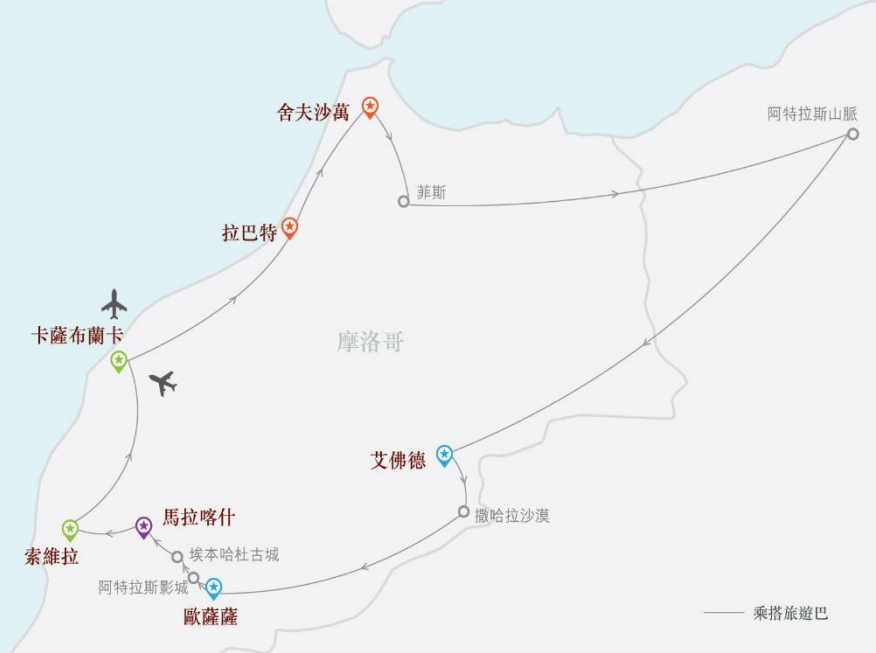 舍夫沙萬
阿特拉斯山脈
菲斯
拉巴特
卡薩布蘭卡
摩洛哥
艾佛德
馬拉喀什
撒哈拉沙漠
索維拉
埃本哈杜古城
阿特拉斯影城
歐薩薩
乘搭旅遊巴